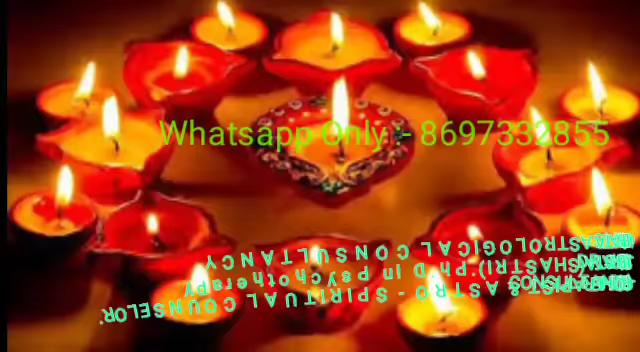 Whatsapp Only :- 8697332855
& ASTRO - SPIRITUAL COUNSELOR.
(SHASTRI).Ph.D in Psychotherapy
ASTROLOGICAL CONSULTANCY